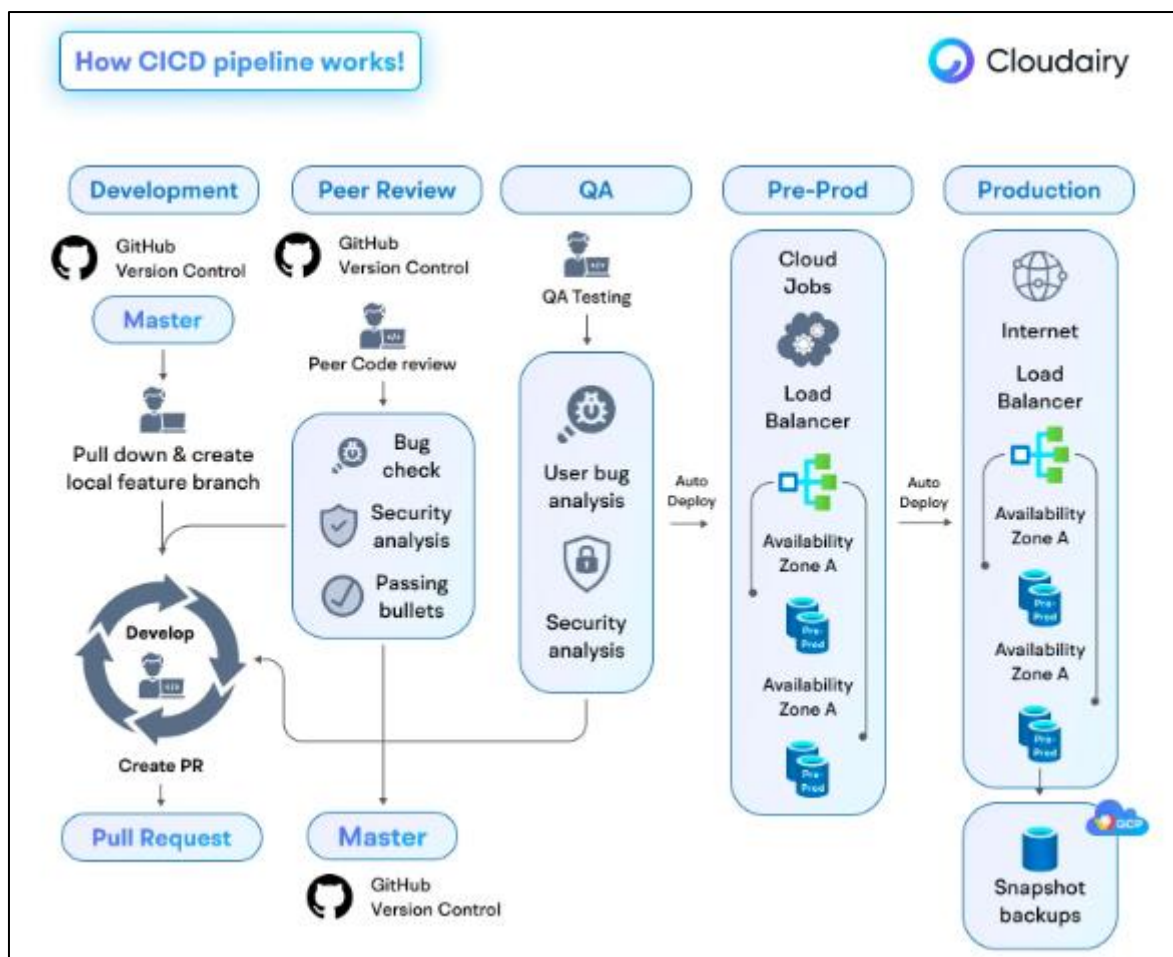 How CICD pipeline works!
Cloudairy
Development
GitHub
Version Control
Master
Pull down & create
local feature branch
Develop
Create PR
Pull Request
Peer Review
GitHub
Version Control
Peer Code review
Bug
check
Security
analysis
Passing
bullets
Master
GitHub
Version Control
QA
QA Testing
User bug
analysis
Security
analysis
Auto
Deploy
Pre-Prod
Cloud
Jobs
Load
Balancer
Availability
Zone A
Pre-
Prod
Availability
Zone A
Pre-
Prod
Auto
Deploy
Production
Internet
Load
Balancer
Availability
Zone A
Pre-
Prod
Availability
Zone A
Pre-
Prod
GCP
Snapshot
backups